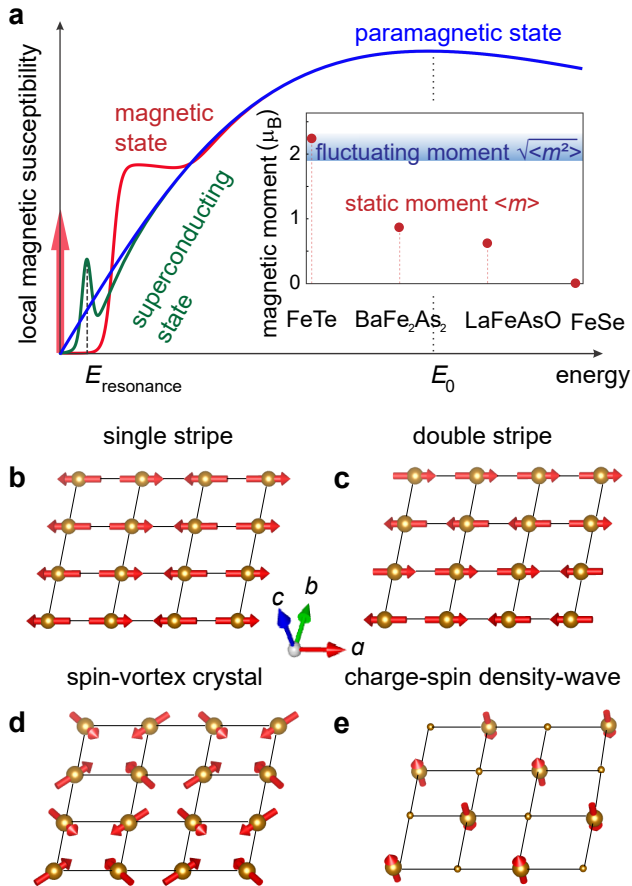 a
paramagnetic state
magnetic
state
superconducting
state
local magnetic susceptibility
magnetic moment (μB)
2
1
0
fluctuating moment √<m²>
static moment <m>
FeTe BaFe₂As₂ LaFeAsO FeSe
Eresonance
E₀
energy
single stripe
double stripe
b
c
c
b
a
spin-vortex crystal
charge-spin density-wave
d
e